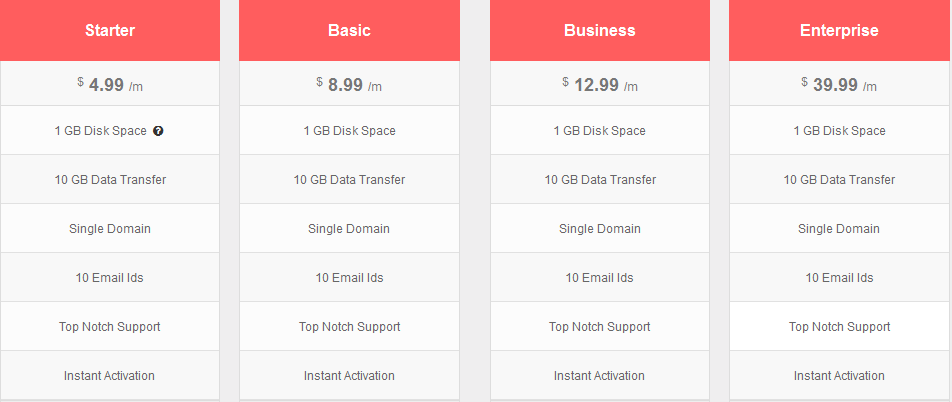 Starter
$ 4.99 /m
1 GB Disk Space ?
10 GB Data Transfer
Single Domain
10 Email Ids
Top Notch Support
Instant Activation
Basic
$ 8.99 /m
1 GB Disk Space
10 GB Data Transfer
Single Domain
10 Email Ids
Top Notch Support
Instant Activation
Business
$ 12.99 /m
1 GB Disk Space
10 GB Data Transfer
Single Domain
10 Email Ids
Top Notch Support
Instant Activation
Enterprise
$ 39.99 /m
1 GB Disk Space
10 GB Data Transfer
Single Domain
10 Email Ids
Top Notch Support
Instant Activation